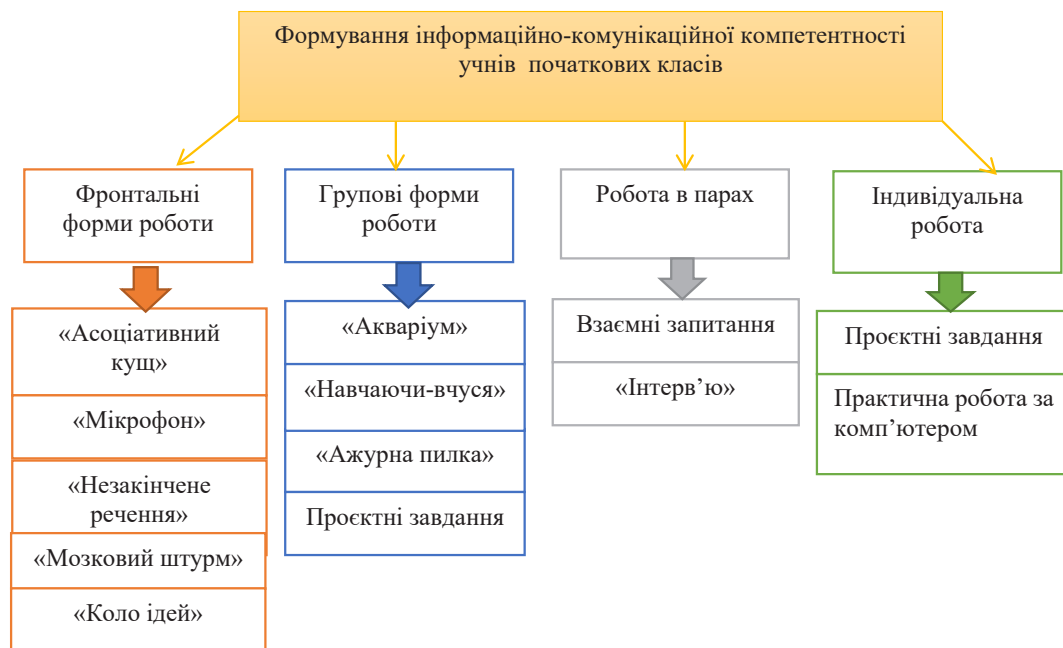 Формування інформаційно-комунікаційної компетентності
учнів початкових класів
Фронтальні
форми роботи
Групові форми
роботи
Робота в парах
Індивідуальна
робота
«Асоціативний
кущ»
«Мікрофон»
«Незакінчене
речення»
«Мозковий штурм»
«Коло ідей»
«Акваріум»
«Навчаючи-вчуся»
«Ажурна пилка»
Проєктні завдання
Взаємні запитання
«Інтерв’ю»
Проєктні завдання
Практична робота за
комп’ютером